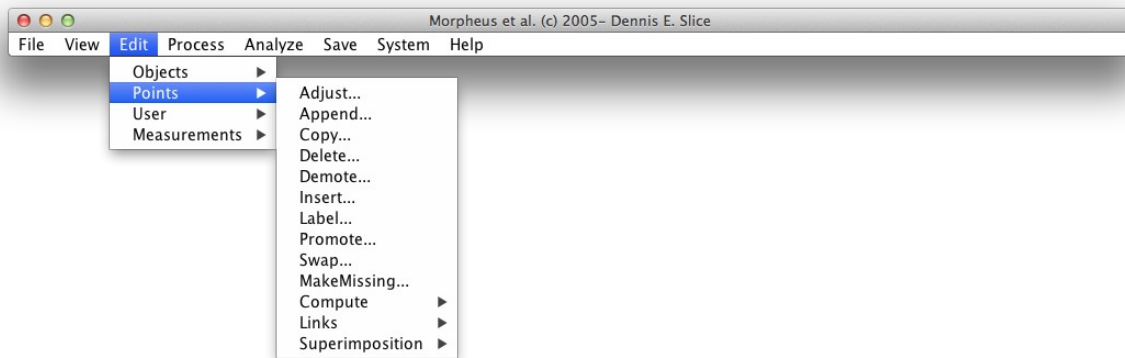 Morpheus et al. (c) 2005– Dennis E. Slice
File View Edit Process Analyze Save System Help
Objects
Points
User
Measurements
Adjust...
Append...
Copy...
Delete...
Demote...
Insert...
Label...
Promote...
Swap...
MakeMissing...
Compute
Links
Superimposition